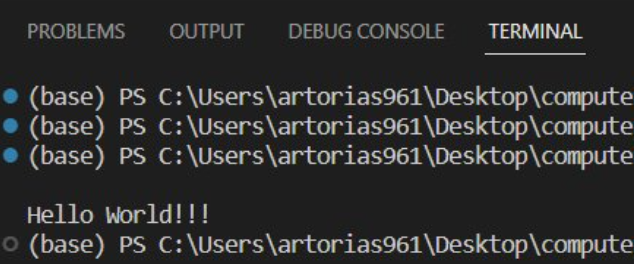 PROBLEMS OUTPUT DEBUG CONSOLE TERMINAL
(base) PS C:\Users\artorias961\Desktop\compute
(base) PS C:\Users\artorias961\Desktop\compute
(base) PS C:\Users\artorias961\Desktop\compute
Hello World!!!
(base) PS C:\Users\artorias961\Desktop\compute